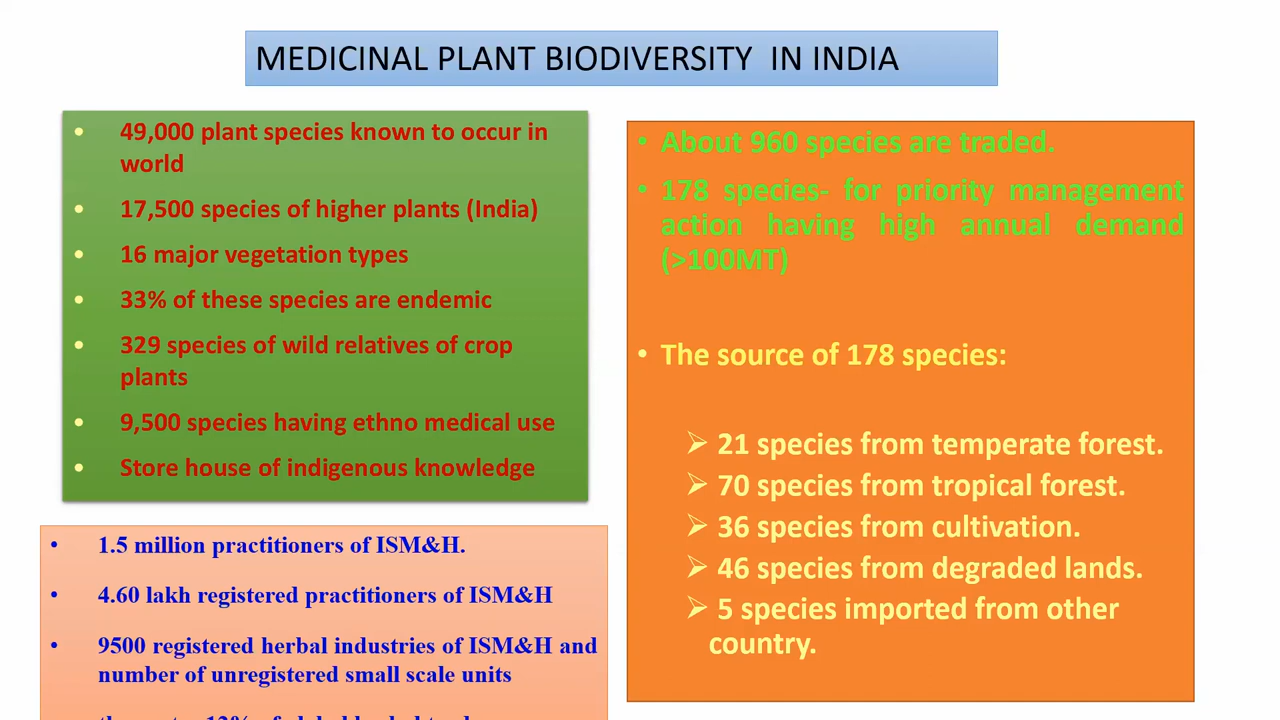 MEDICINAL PLANT BIODIVERSITY IN INDIA
• 49,000 plant species known to occur in
world
• 17,500 species of higher plants (India)
• 16 major vegetation types
• 33% of these species are endemic
• 329 species of wild relatives of crop
plants
• 9,500 species having ethno medical use
• Store house of indigenous knowledge
• 1.5 million practitioners of ISM&H.
• 4.60 lakh registered practitioners of ISM&H
• 9500 registered herbal industries of ISM&H and
number of unregistered small scale units
• About 960 species are traded.
• 178 species- for priority management
action having high annual demand
(>100MT)
• The source of 178 species:
➢ 21 species from temperate forest.
➢ 70 species from tropical forest.
➢ 36 species from cultivation.
➢ 46 species from degraded lands.
➢ 5 species imported from other
country.